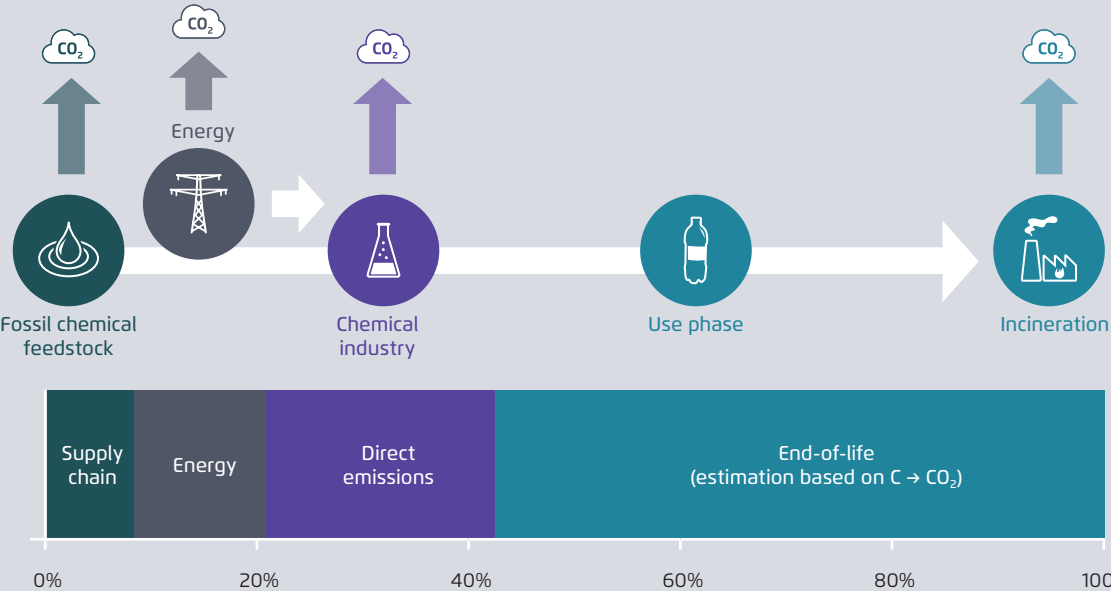 CO₂
CO₂
CO₂
CO₂
Energy
Fossil chemical
feedstock
Chemical
industry
Use phase
Incineration
Supply
chain
Energy
Direct
emissions
End-of-life
(estimation based on C → CO₂)
0%
20%
40%
60%
80%
100